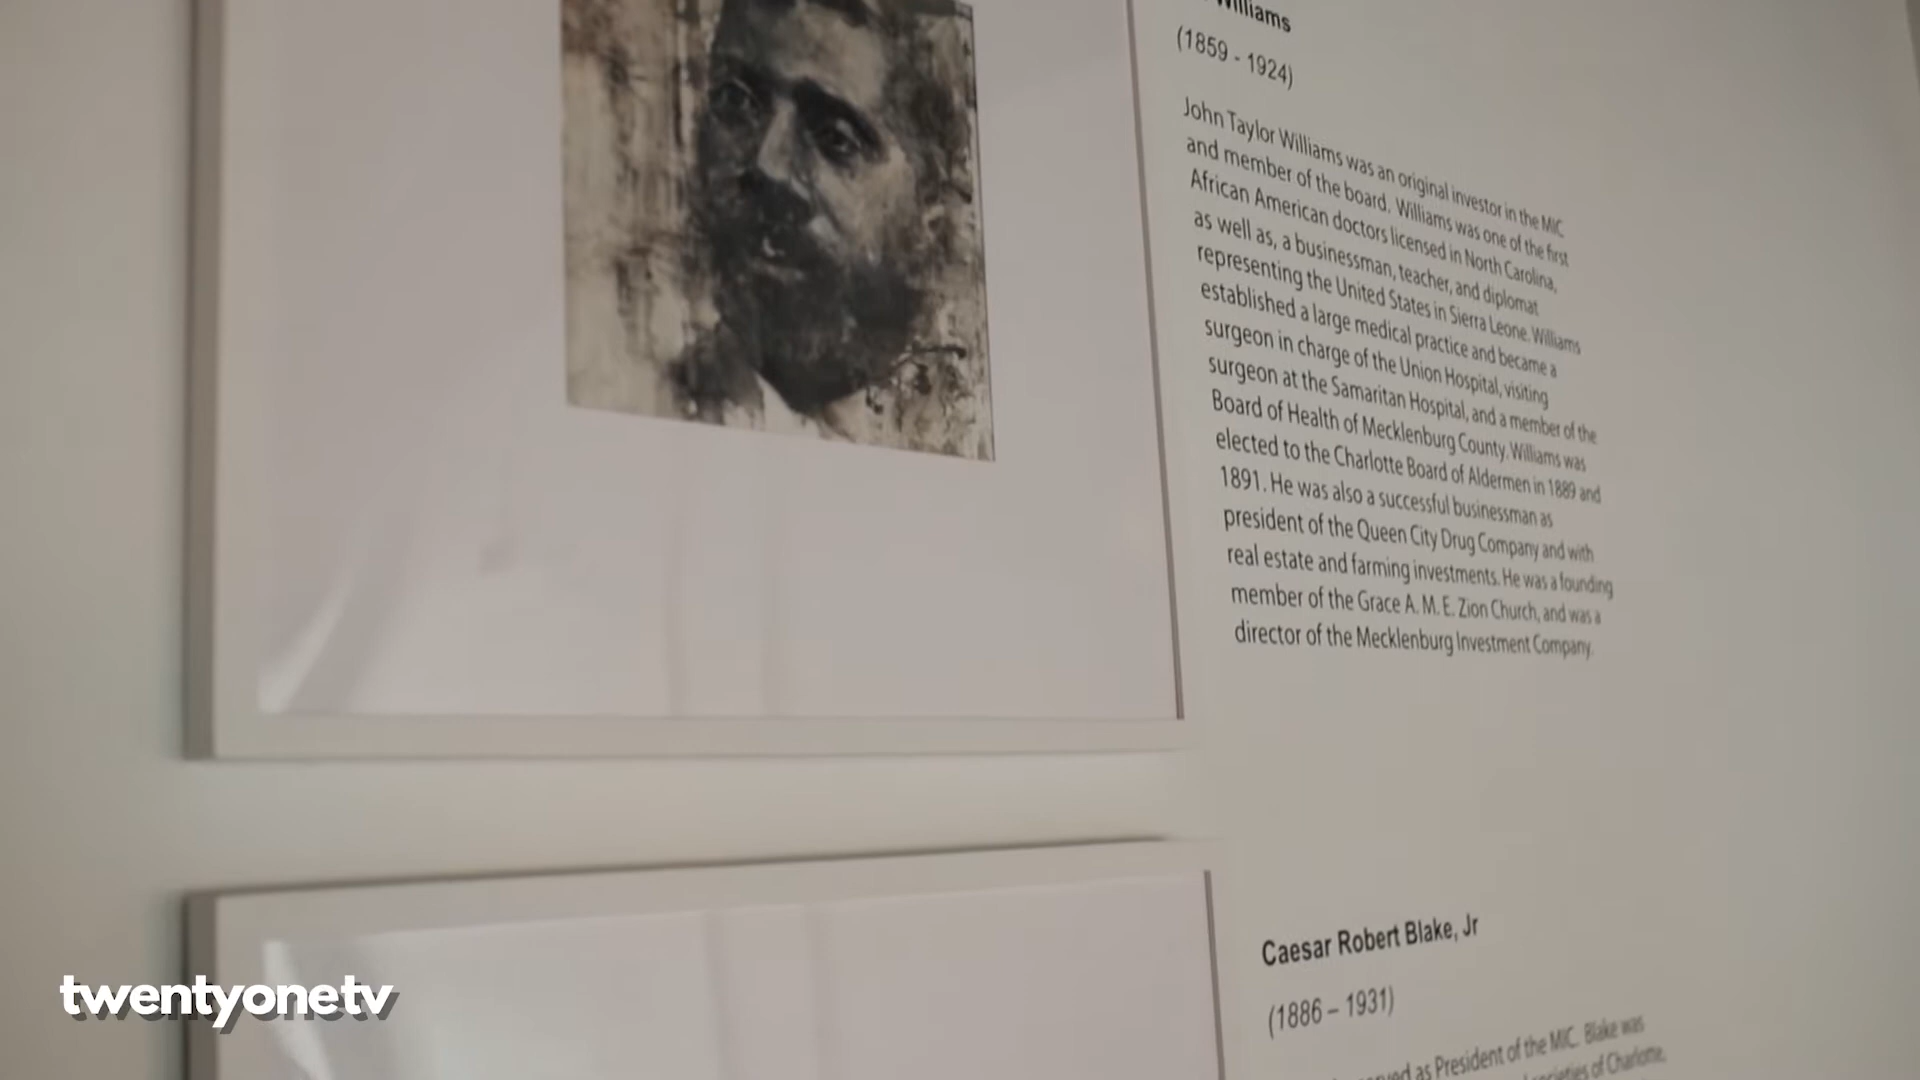 Williams
(1859 - 1924)
John Taylor Williams was an original investor in the MIC
and member of the board. Williams was one of the first
African American doctors licensed in North Carolina,
as well as, a businessman, teacher, and diplomat
representing the United States in Sierra Leone. Williams
established a large medical practice and became a
surgeon in charge of the Union Hospital, visiting
surgeon at the Samaritan Hospital, and a member of the
Board of Health of Mecklenburg County. Williams was
elected to the Charlotte Board of Aldermen in 1889 and
1891. He was also a successful businessman as
president of the Queen City Drug Company and with
real estate and farming investments. He was a founding
member of the Grace A. M. E. Zion Church, and was a
director of the Mecklenburg Investment Company.
Caesar Robert Blake, Jr
(1886 – 1931)
as President of the MIC. Blake was
of Charlotte,
twentyonetv